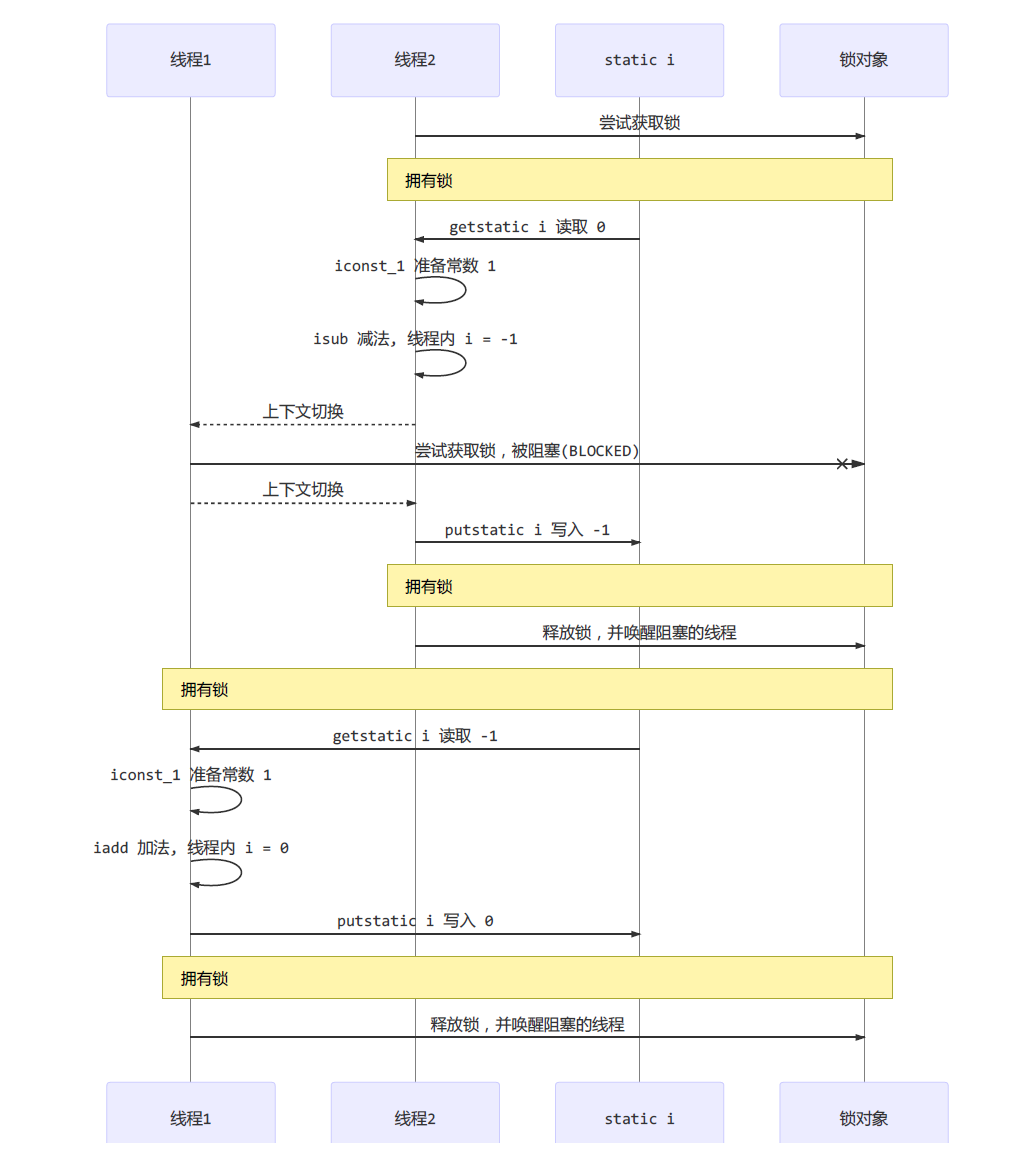 线程1 线程2 static i 锁对象
尝试获取锁
拥有锁
getstatic i 读取 0
iconst_1 准备常数 1
isub 减法, 线程内 i = -1
上下文切换
尝试获取锁，被阻塞(BLOCKED)
上下文切换
putstatic i 写入 -1
拥有锁
释放锁，并唤醒阻塞的线程
拥有锁
getstatic i 读取 -1
iconst_1 准备常数 1
iadd 加法, 线程内 i = 0
putstatic i 写入 0
拥有锁
释放锁，并唤醒阻塞的线程
线程1 线程2 static i 锁对象